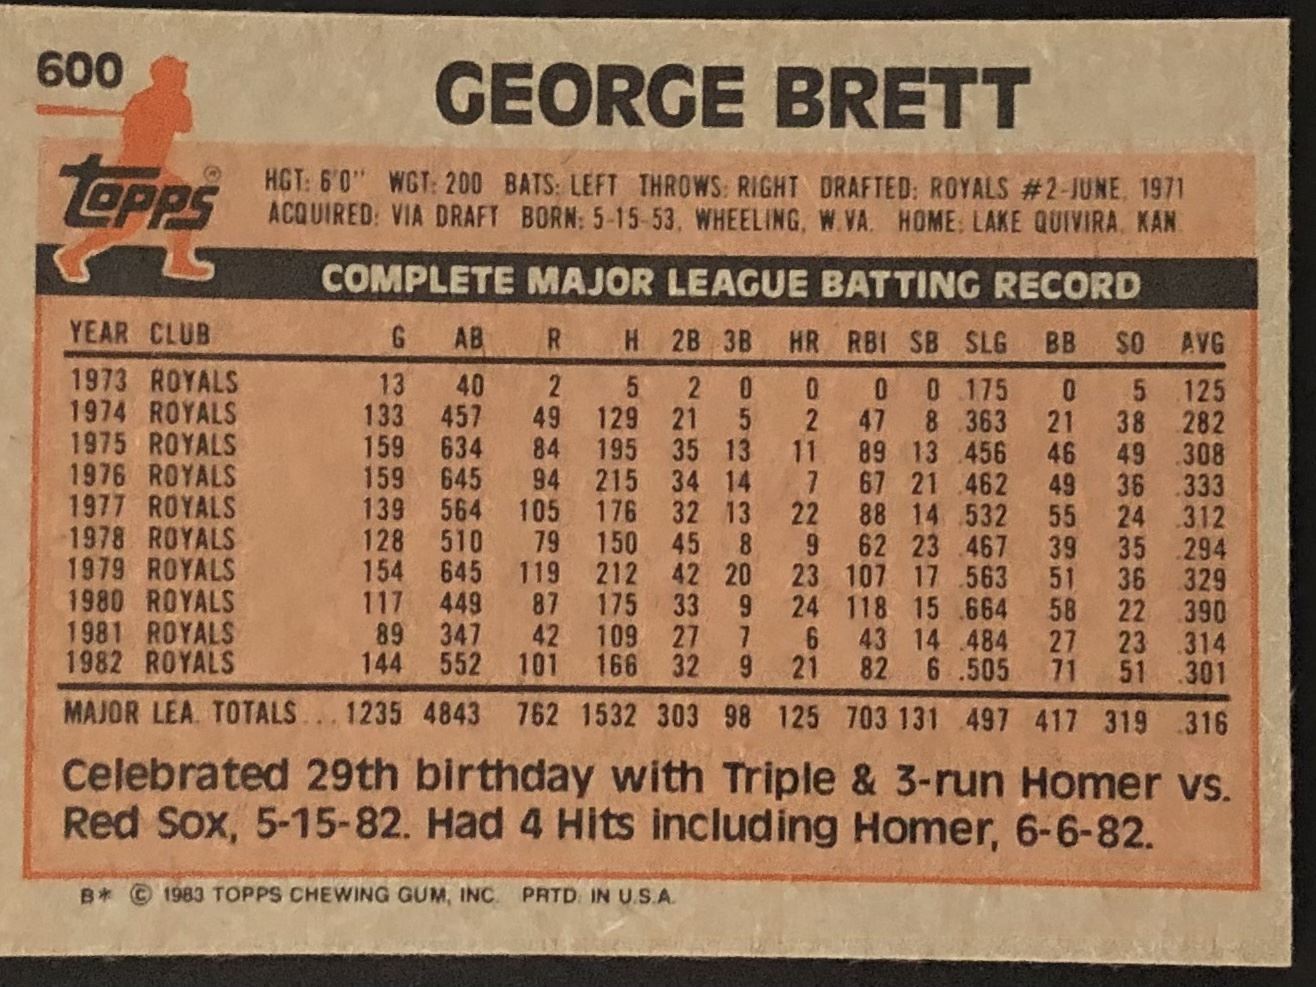 600
GEORGE BRETT
TOPPS®
HGT: 6'0" WGT: 200 BATS: LEFT THROWS: RIGHT DRAFTED: ROYALS #2-JUNE, 1971
ACQUIRED: VIA DRAFT BORN: 5-15-53, WHEELING, W.VA. HOME: LAKE QUIVIRA, KAN.
COMPLETE MAJOR LEAGUE BATTING RECORD
YEAR CLUB G AB R H 2B 3B HR RBI SB SLG BB SO AVG
1973 ROYALS 13 40 2 5 2 0 0 0 0 .175 0 5 .125
1974 ROYALS 133 457 49 129 21 5 2 47 8 .363 21 38 .282
1975 ROYALS 159 634 84 195 35 13 11 89 13 .456 46 49 .308
1976 ROYALS 159 645 94 215 34 14 7 67 21 .462 49 36 .333
1977 ROYALS 139 564 105 176 32 13 22 88 14 .532 55 24 .312
1978 ROYALS 128 510 79 150 45 8 9 62 23 .467 39 35 .294
1979 ROYALS 154 645 119 212 42 20 23 107 17 .563 51 36 .329
1980 ROYALS 117 449 87 175 33 9 24 118 15 .664 58 22 .390
1981 ROYALS 89 347 42 109 27 7 6 43 14 .484 27 23 .314
1982 ROYALS 144 552 101 166 32 9 21 82 6 .505 71 51 .301
MAJOR LEA. TOTALS ... 1235 4843 762 1532 303 98 125 703 131 .497 417 319 .316
Celebrated 29th birthday with Triple & 3-run Homer vs.
Red Sox, 5-15-82. Had 4 Hits including Homer, 6-6-82.
B* © 1983 TOPPS CHEWING GUM, INC. PRTD. IN U.S.A.